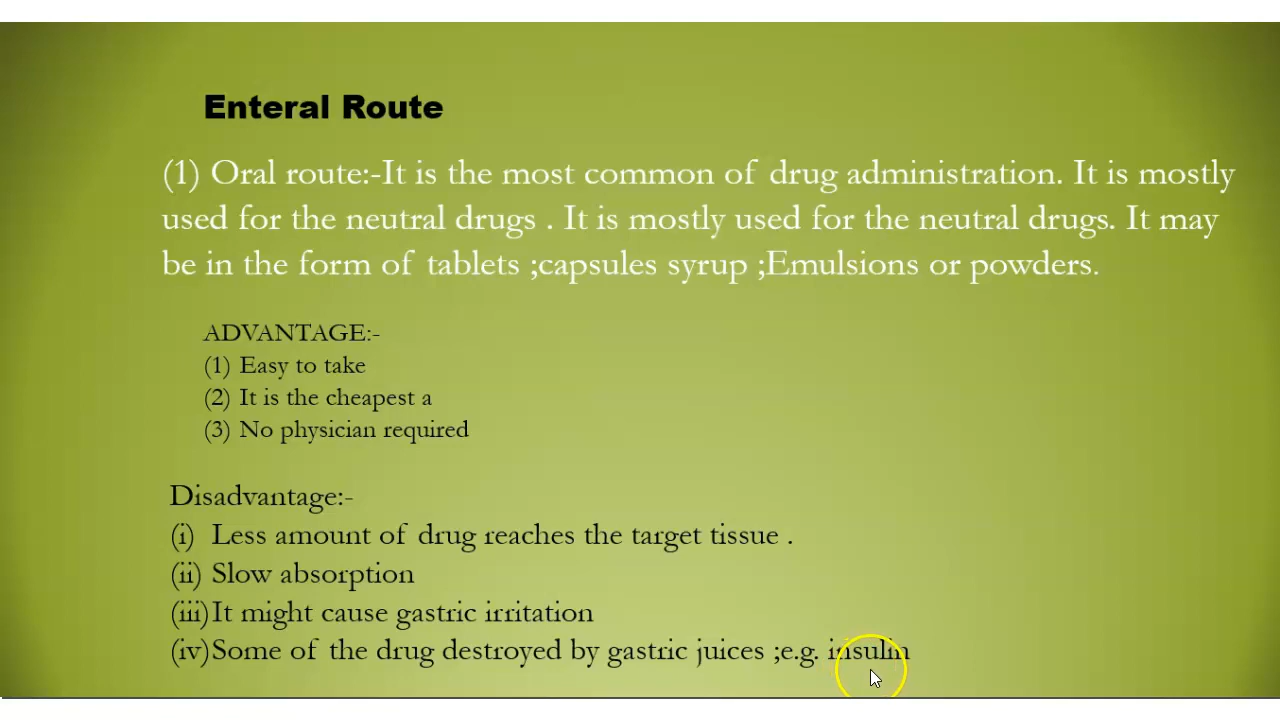 Enteral Route
(1) Oral route:-It is the most common of drug administration. It is mostly
used for the neutral drugs . It is mostly used for the neutral drugs. It may
be in the form of tablets ;capsules syrup ;Emulsions or powders.
ADVANTAGE:-
(1) Easy to take
(2) It is the cheapest a
(3) No physician required
Disadvantage:-
(i) Less amount of drug reaches the target tissue .
(ii) Slow absorption
(iii)It might cause gastric irritation
(iv)Some of the drug destroyed by gastric juices ;e.g. insulin